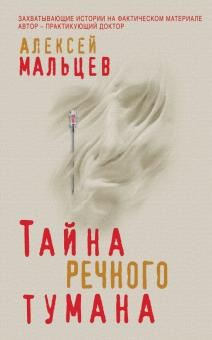 ЗАХВАТЫВАЮЩИЕ ИСТОРИИ НА ФАКТИЧЕСКОМ МАТЕРИАЛЕ
АВТОР – ПРАКТИКУЮЩИЙ ДОКТОР
АЛЕКСЕЙ
МАЛЬЦЕВ
ТАЙНА
РЕЧНОГО
ТУМАНА